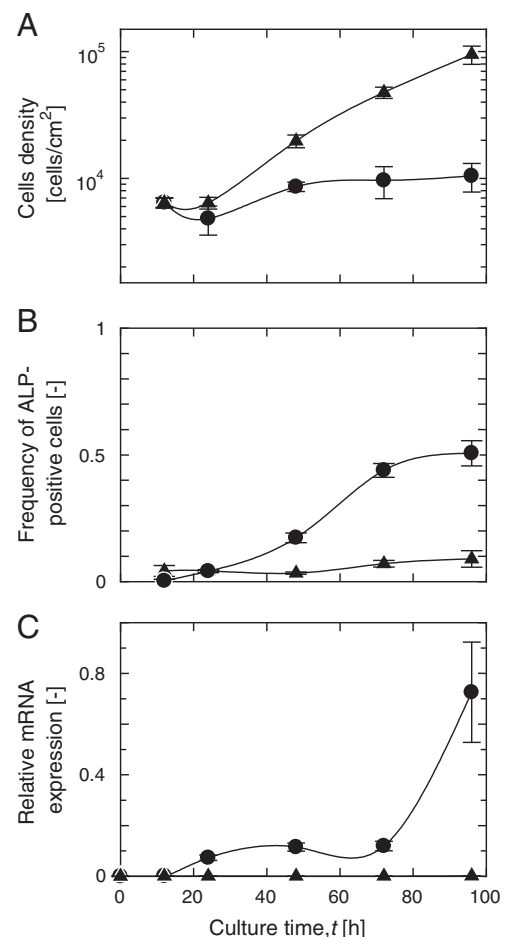 A
10^5
10^4
Cells density
[cells/cm^2]
B
1
0.5
0
Frequency of ALP-
positive cells [-]
C
0.8
0.4
0
Relative mRNA
expression [-]
0 20 40 60 80 100
Culture time,t [h]